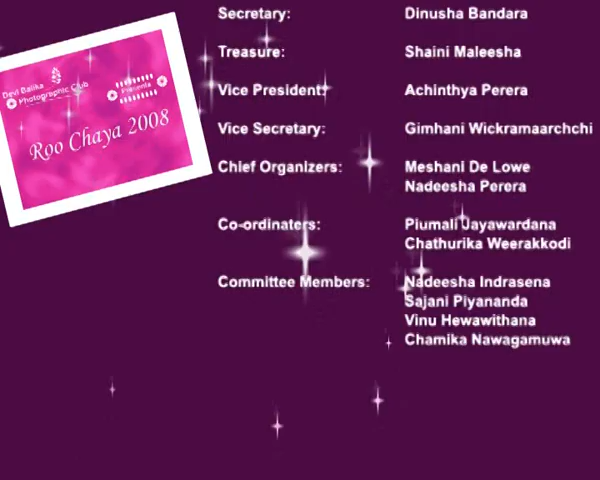 Devi Balika
Photographic Club
Presents
Roo Chaya 2008
Secretary: Dinusha Bandara
Treasure: Shaini Maleesha
Vice President: Achinthya Perera
Vice Secretary: Gimhani Wickramaarchchi
Chief Organizers: Meshani De Lowe
Nadeesha Perera
Co-ordinaters: Piumali Jayawardana
Chathurika Weerakkodi
Committee Members: Nadeesha Indrasena
Sajani Piyananda
Vinu Hewawithana
Chamika Nawagamuwa